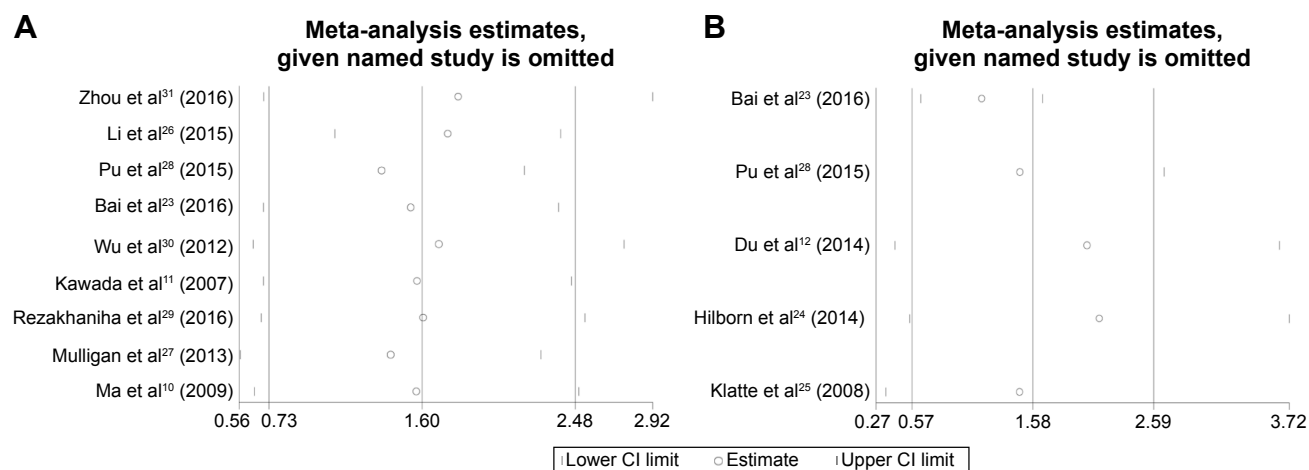 A
Meta-analysis estimates,
given named study is omitted
Zhou et al³¹ (2016)
Li et al²⁶ (2015)
Pu et al²⁸ (2015)
Bai et al²³ (2016)
Wu et al³⁰ (2012)
Kawada et al¹¹ (2007)
Rezakhaniha et al²⁹ (2016)
Mulligan et al²⁷ (2013)
Ma et al¹⁰ (2009)
0.56 0.73 1.60 2.48 2.92
B
Meta-analysis estimates,
given named study is omitted
Bai et al²³ (2016)
Pu et al²⁸ (2015)
Du et al¹² (2014)
Hilborn et al²⁴ (2014)
Klatte et al²⁵ (2008)
0.27 0.57 1.58 2.59 3.72
Lower CI limit Estimate Upper CI limit